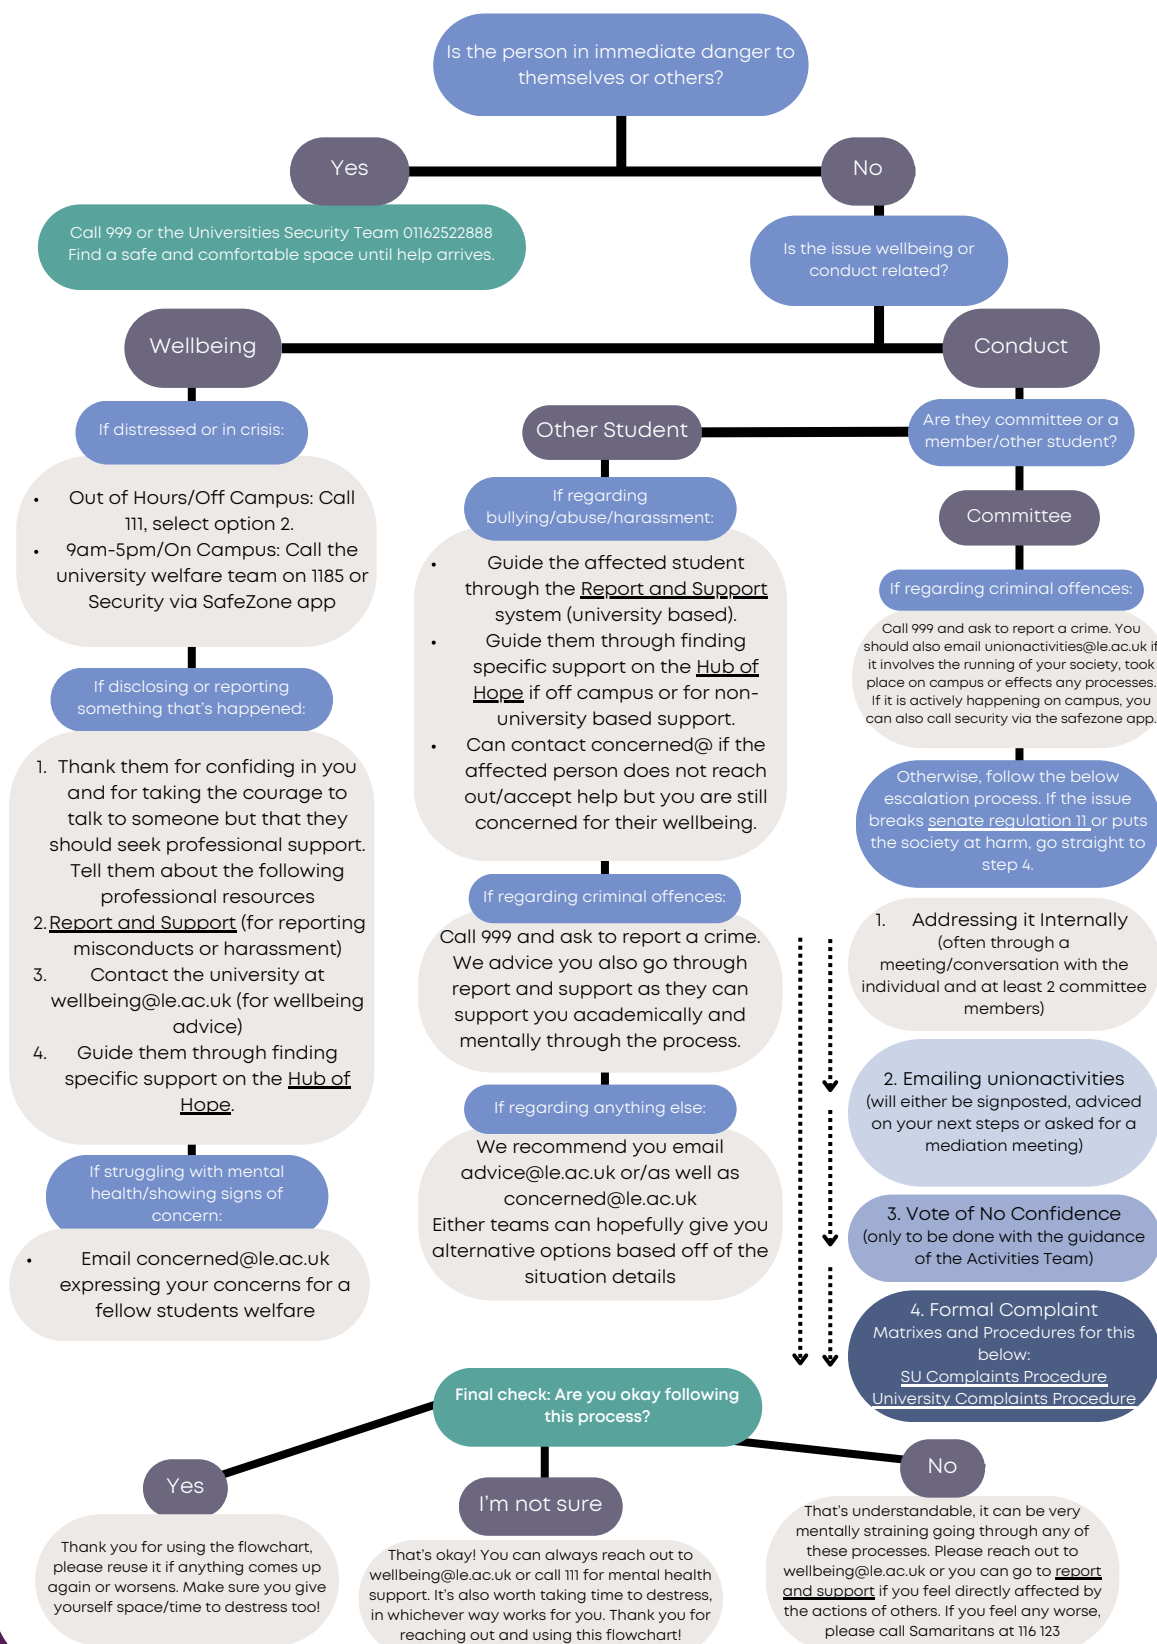 Is the person in immediate danger to
themselves or others?
Yes
No
Call 999 or the Universities Security Team 01162522888
Find a safe and comfortable space until help arrives.
Is the issue wellbeing or
conduct related?
Wellbeing
Conduct
If distressed or in crisis:
• Out of Hours/Off Campus: Call
111, select option 2.
• 9am-5pm/On Campus: Call the
university welfare team on 1185 or
Security via SafeZone app
If disclosing or reporting
something that's happened:
1. Thank them for confiding in you
and for taking the courage to
talk to someone but that they
should seek professional support.
Tell them about the following
professional resources
2. Report and Support (for reporting
misconducts or harassment)
3. Contact the university at
wellbeing@le.ac.uk (for wellbeing
advice)
4. Guide them through finding
specific support on the Hub of
Hope.
If struggling with mental
health/showing signs of
concern:
• Email concerned@le.ac.uk
expressing your concerns for a
fellow students welfare
Are they committee or a
member/other student?
Other Student
If regarding
bullying/abuse/harassment:
• Guide the affected student
through the Report and Support
system (university based).
• Guide them through finding
specific support on the Hub of
Hope if off campus or for non-
university based support.
• Can contact concerned@ if the
affected person does not reach
out/accept help but you are still
concerned for their wellbeing.
If regarding criminal offences:
Call 999 and ask to report a crime.
We advice you also go through
report and support as they can
support you academically and
mentally through the process.
If regarding anything else:
We recommend you email
advice@le.ac.uk or/as well as
concerned@le.ac.uk
Either teams can hopefully give you
alternative options based off of the
situation details
Committee
If regarding criminal offences:
Call 999 and ask to report a crime. You
should also email unionactivities@le.ac.uk if
it involves the running of your society, took
place on campus or effects any processes.
If it is actively happening on campus, you
can also call security via the safezone app.
Otherwise, follow the below
escalation process. If the issue
breaks senate regulation 11 or puts
the society at harm, go straight to
step 4.
1. Addressing it Internally
(often through a
meeting/conversation with the
individual and at least 2 committee
members)
2. Emailing unionactivities
(will either be signposted, adviced
on your next steps or asked for a
mediation meeting)
3. Vote of No Confidence
(only to be done with the guidance
of the Activities Team)
4. Formal Complaint
Matrixes and Procedures for this
below:
SU Complaints Procedure
University Complaints Procedure
Final check: Are you okay following
this process?
Yes
Thank you for using the flowchart,
please reuse it if anything comes up
again or worsens. Make sure you give
yourself space/time to destress too!
I'm not sure
That's okay! You can always reach out to
wellbeing@le.ac.uk or call 111 for mental health
support. It's also worth taking time to destress,
in whichever way works for you. Thank you for
reaching out and using this flowchart!
No
That's understandable, it can be very
mentally straining going through any of
these processes. Please reach out to
wellbeing@le.ac.uk or you can go to report
and support if you feel directly affected by
the actions of others. If you feel any worse,
please call Samaritans at 116 123